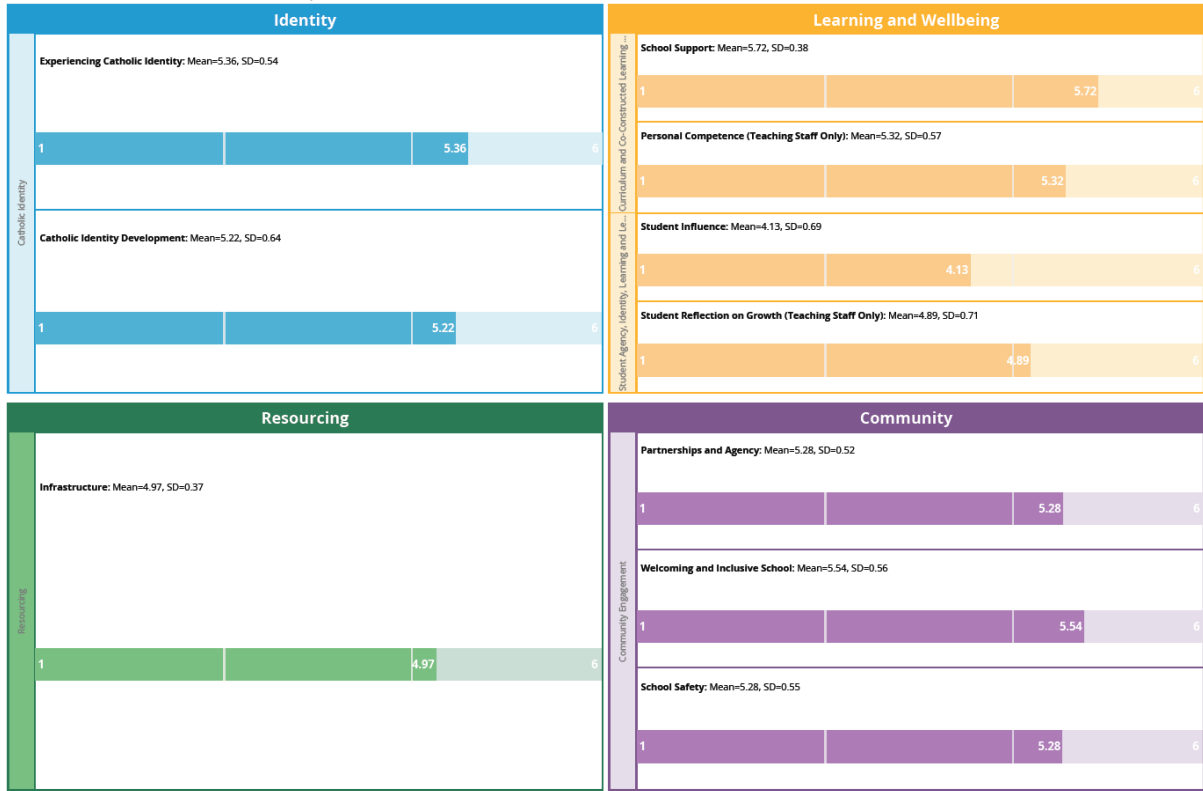 Identity
Catholic Identity
Experiencing Catholic Identity: Mean=5.36, SD=0.54
1 5.36 6
Catholic Identity Development: Mean=5.22, SD=0.64
1 5.22 6
Learning and Wellbeing
Curriculum and Co-Constructed Learning ...
School Support: Mean=5.72, SD=0.38
1 5.72 6
Personal Competence (Teaching Staff Only): Mean=5.32, SD=0.57
1 5.32 6
Student Agency, Identity, Learning and Le...
Student Influence: Mean=4.13, SD=0.69
1 4.13 6
Student Reflection on Growth (Teaching Staff Only): Mean=4.89, SD=0.71
1 4.89 6
Resourcing
Resourcing
Infrastructure: Mean=4.97, SD=0.37
1 4.97 6
Community
Community Engagement
Partnerships and Agency: Mean=5.28, SD=0.52
1 5.28 6
Welcoming and Inclusive School: Mean=5.54, SD=0.56
1 5.54 6
School Safety: Mean=5.28, SD=0.55
1 5.28 6